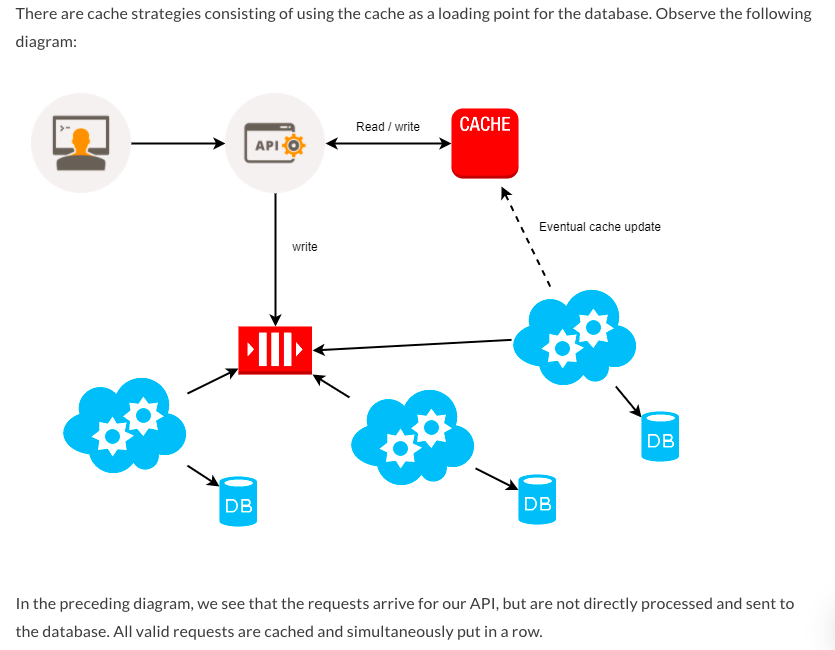 There are cache strategies consisting of using the cache as a loading point for the database. Observe the following
diagram:
>-
API
Read / write
CACHE
Eventual cache update
write
DB
DB
DB
In the preceding diagram, we see that the requests arrive for our API, but are not directly processed and sent to
the database. All valid requests are cached and simultaneously put in a row.